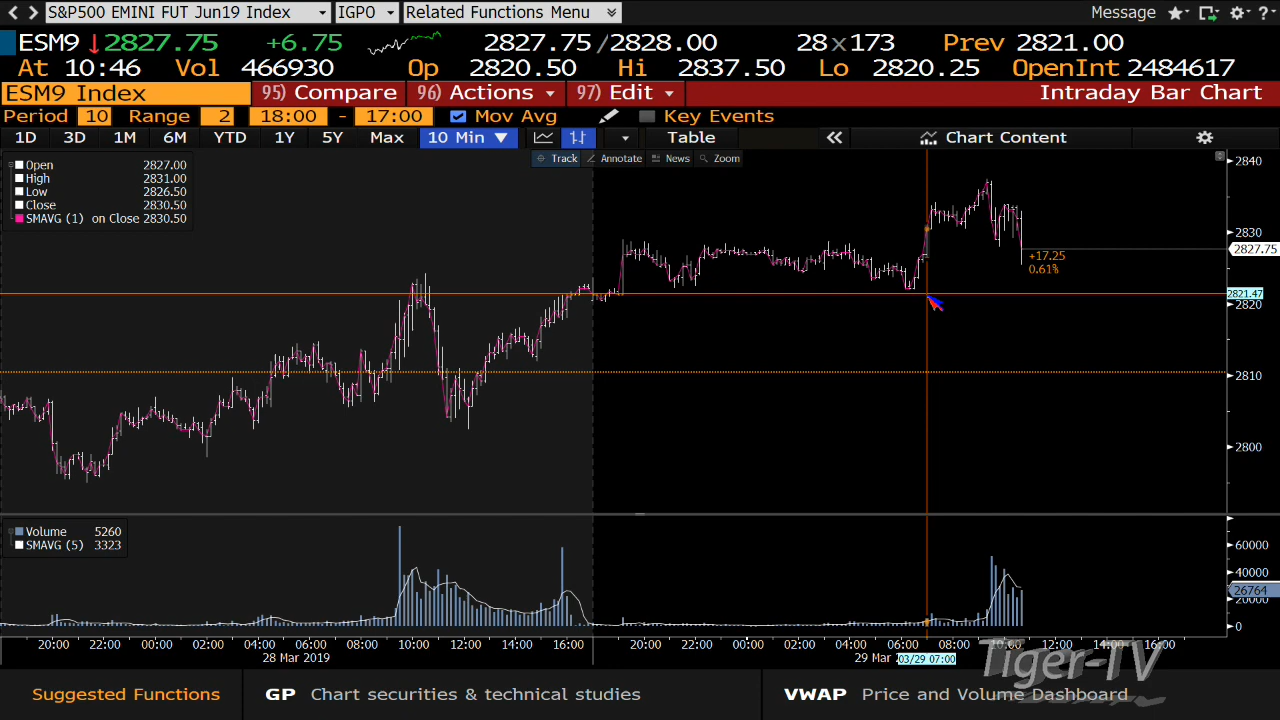 S&P500 EMINI FUT Jun19 Index IGPO Related Functions Menu Message ?
ESM9 ↓2827.75 +6.75 2827.75/2828.00 28x173 Prev 2821.00
At 10:46 Vol 466930 Op 2820.50 Hi 2837.50 Lo 2820.25 OpenInt 2484617
ESM9 Index 95) Compare 96) Actions 97) Edit Intraday Bar Chart
Period 10 Range 2 18:00 - 17:00 Mov Avg Key Events
1D 3D 1M 6M YTD 1Y 5Y Max 10 Min ▼ Table « Chart Content
Track Annotate News Zoom
Open 2827.00
High 2831.00
Low 2826.50
Close 2830.50
SMAVG (1) on Close 2830.50
2840
2830
2827.75
+17.25
0.61%
2821.47
2820
2810
2800
Volume 5260
SMAVG (5) 3323
60000
40000
26764
20000
0
20:00 22:00 00:00 02:00 04:00 06:00 08:00 10:00 12:00 14:00 16:00 20:00 22:00 00:00 02:00 04:00 06:00 08:00 10:00 12:00 14:00 16:00
28 Mar 2019 29 Mar 03/29 07:00
Tiger-TV
Suggested Functions GP Chart securities & technical studies VWAP Price and Volume Dashboard